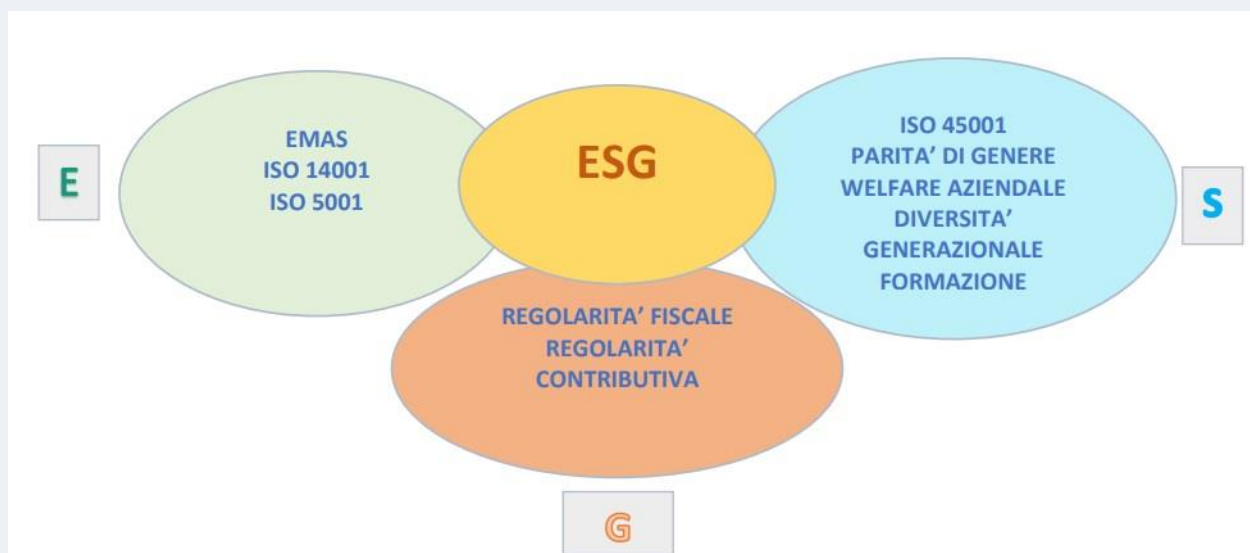 E
EMAS
ISO 14001
ISO 5001
ESG
ISO 45001
PARITA’ DI GENERE
WELFARE AZIENDALE
DIVERSITA’
GENERAZIONALE
FORMAZIONE
S
REGOLARITA’ FISCALE
REGOLARITA’
CONTRIBUTIVA
G